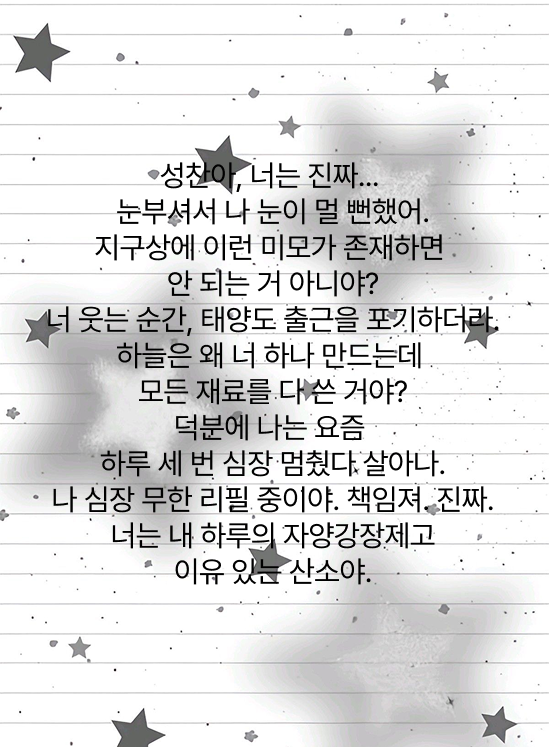 성찬아, 너는 진짜...
눈부셔서 나 눈이 멀 뻔했어.
지구상에 이런 미모가 존재하면
안 되는 거 아니야?
너 웃는 순간, 태양도 출근을 포기하더라.
하늘은 왜 너 하나 만드는데
모든 재료를 다 쓴 거야?
덕분에 나는 요즘
하루 세 번 심장 멈췄다 살아나.
나 심장 무한 리필 중이야. 책임져. 진짜.
너는 내 하루의 자양강장제고
이유 있는 산소야.